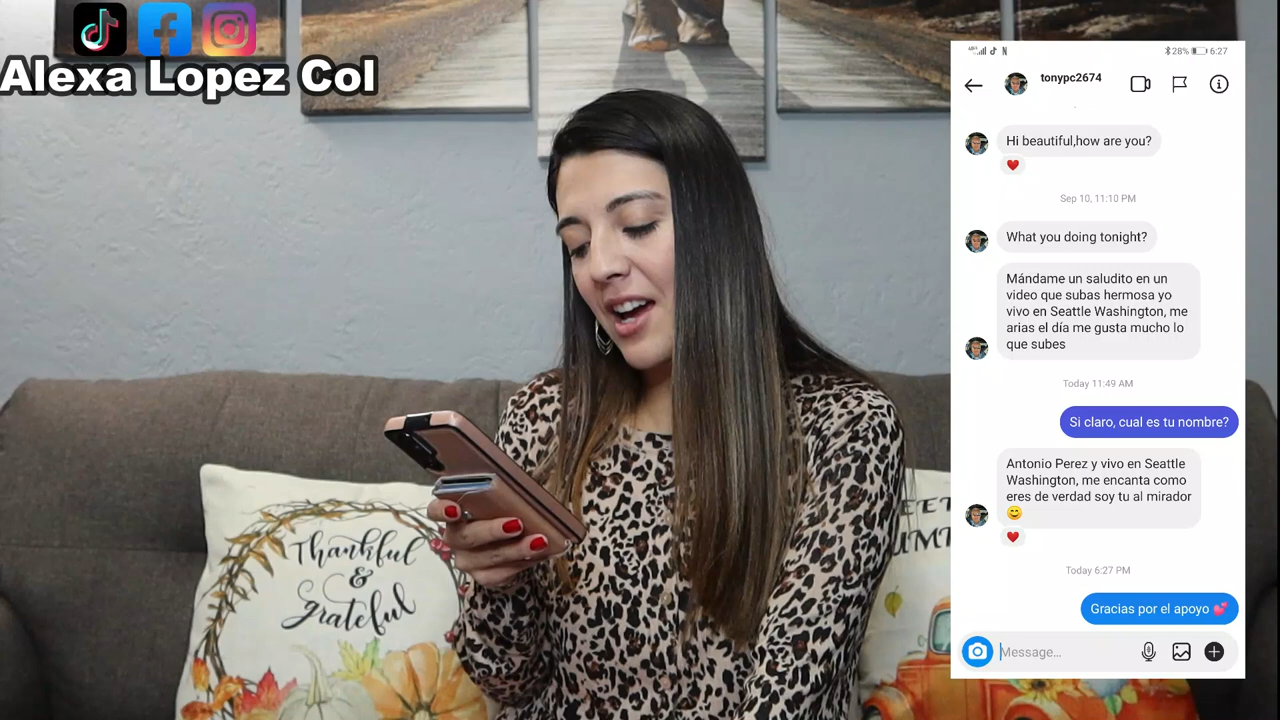 Alexa Lopez Col
28% 6:27
tonypc2674
Hi beautiful,how are you?
Sep 10, 11:10 PM
What you doing tonight?
Mándame un saludito en un
video que subas hermosa yo
vivo en Seattle Washington, me
arias el día me gusta mucho lo
que subes
Today 11:49 AM
Si claro, cual es tu nombre?
Antonio Perez y vivo en Seattle
Washington, me encanta como
eres de verdad soy tu al mirador
😊
Today 6:27 PM
Gracias por el apoyo 💕
Message...
Thankful
&
grateful